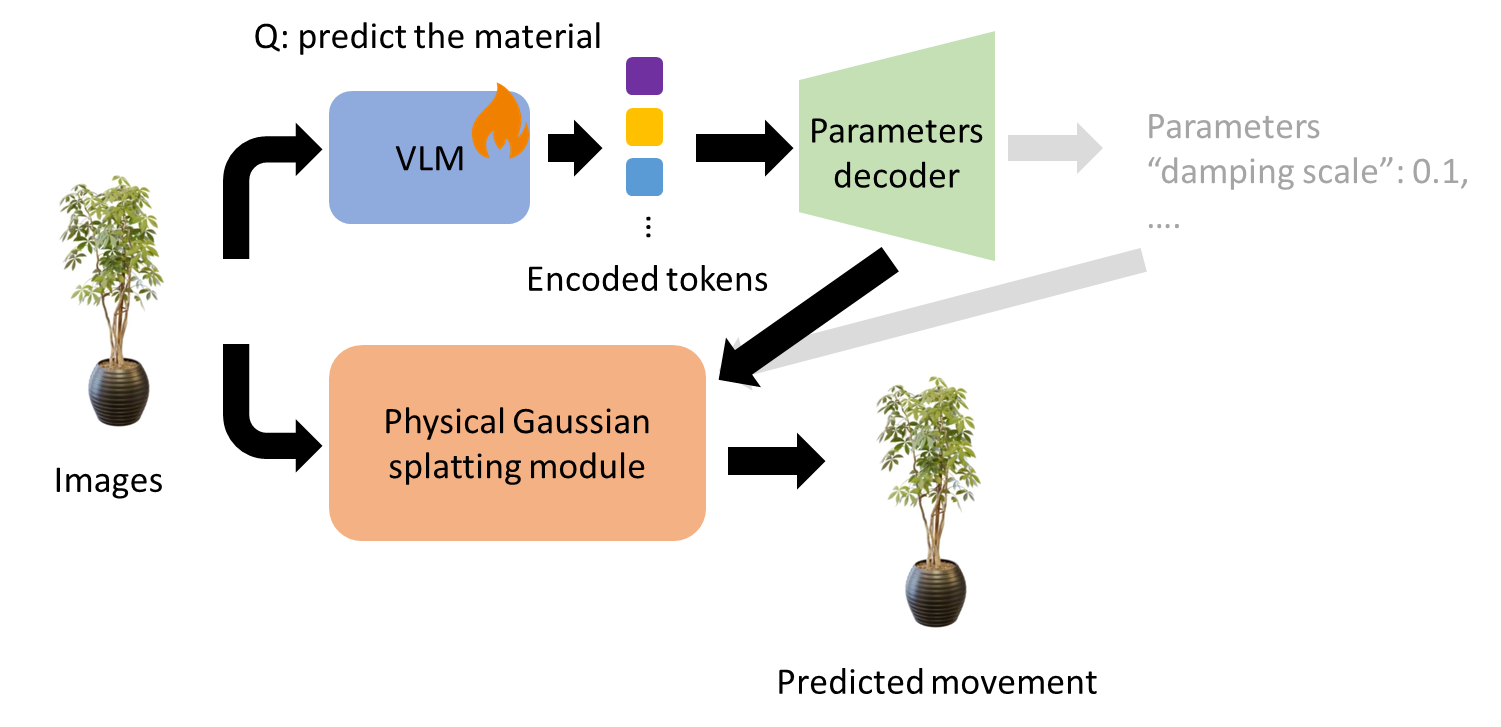 Q: predict the material
VLM
Parameters
decoder
Parameters
“damping scale”: 0.1,
....
⋮
Encoded tokens
Physical Gaussian
splatting module
Images
Predicted movement